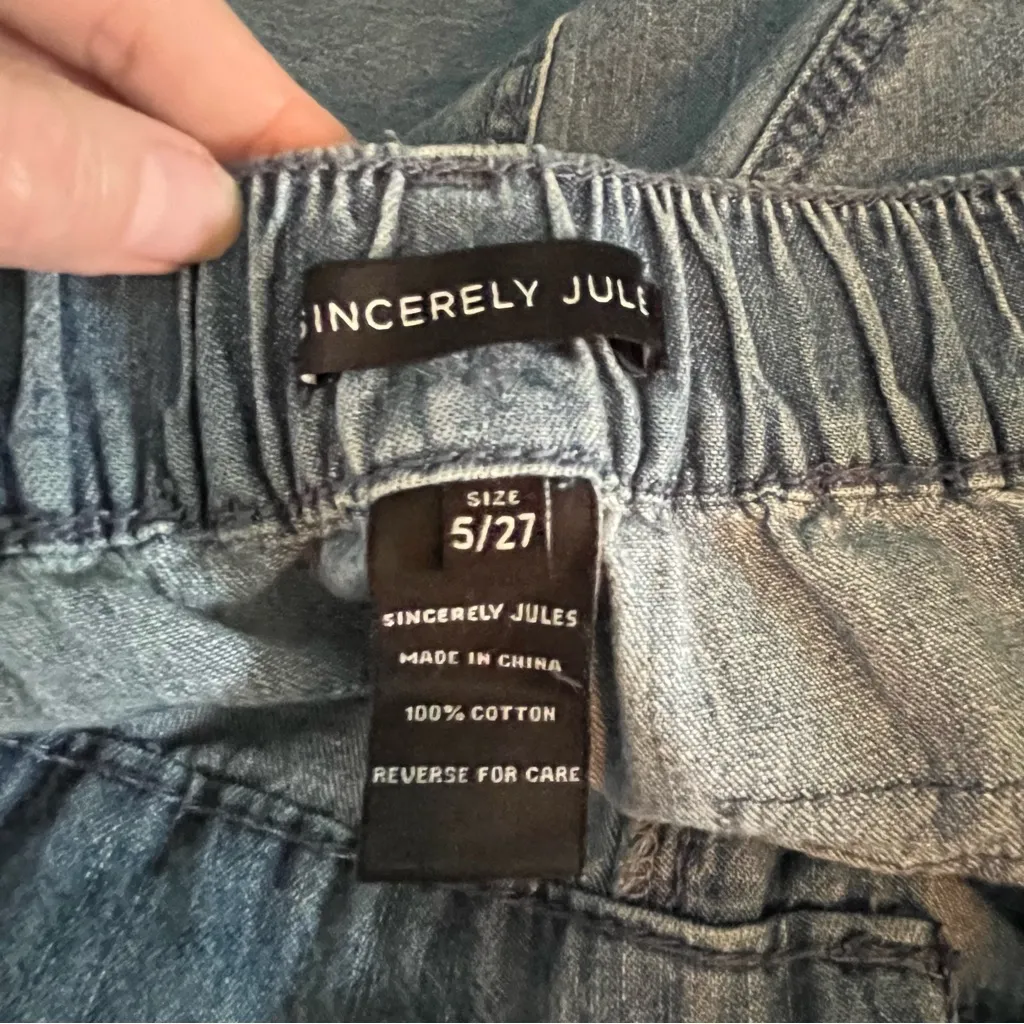 SINCERELY JULE
SIZE
5/27
SINCERELY JULES
MADE IN CHINA
100% COTTON
REVERSE FOR CARE